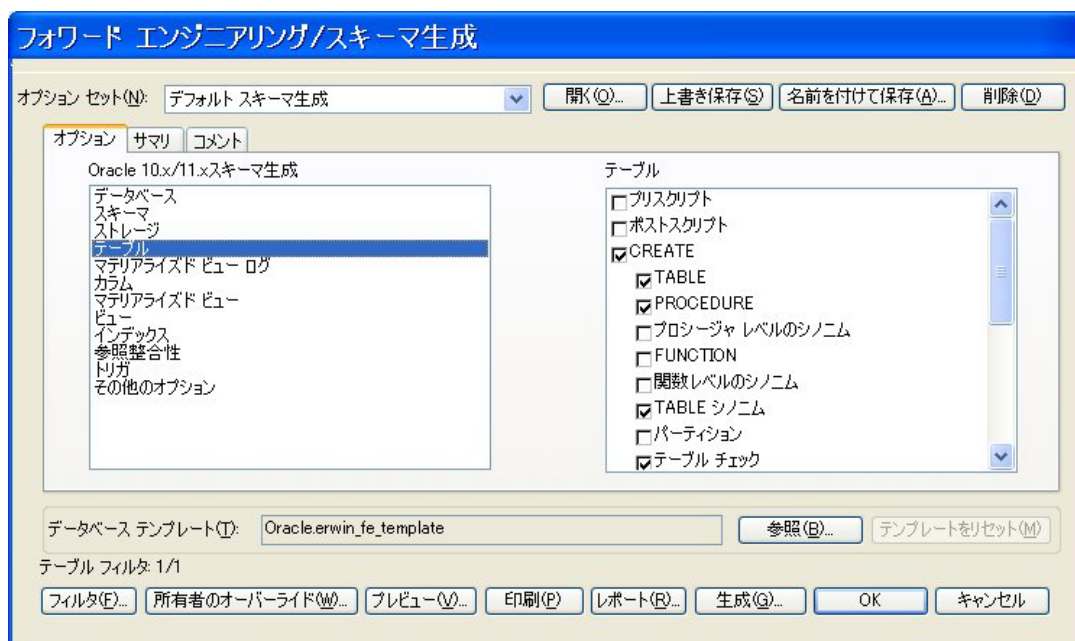 フォワード エンジニアリング/スキーマ生成
オプション セット(N): デフォルト スキーマ生成 開く(O)... 上書き保存(S) 名前を付けて保存(A)... 削除(D)
オプション サマリ コメント
Oracle 10.x/11.xスキーマ生成
データベース
スキーマ
ストレージ
テーブル
マテリアライズド ビュー ログ
カラム
マテリアライズド ビュー
ビュー
インデックス
参照整合性
トリガ
その他のオプション
テーブル
プリスクリプト
ポストスクリプト
CREATE
TABLE
PROCEDURE
プロシージャ レベルのシノニム
FUNCTION
関数レベルのシノニム
TABLE シノニム
パーティション
テーブル チェック
データベース テンプレート(T): Oracle.erwin_fe_template 参照(B)... テンプレートをリセット(M)
テーブル フィルタ: 1/1
フィルタ(F)... 所有者のオーバーライド(W)... プレビュー(V)... 印刷(P) レポート(R)... 生成(G)... OK キャンセル